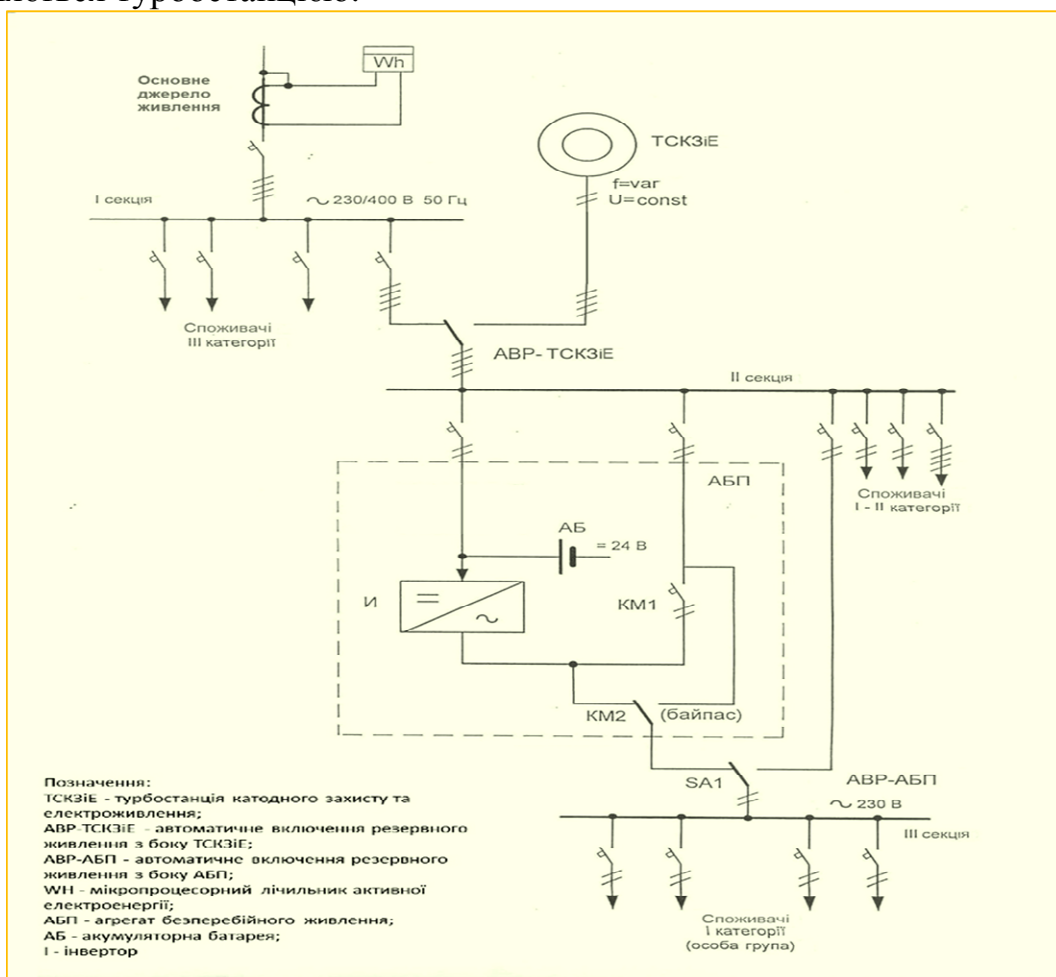 турбостанцією.
Wh
Основне
джерело
живлення
ТСКЗіЕ
f=var
U=const
І секція
~ 230/400 В 50 Гц
Споживачі
ІІІ категорії
АВР- ТСКЗіЕ
ІІ секція
АБП
Споживачі
І - ІІ категорії
АБ
= 24 В
И
КМ1
КМ2
(байпас)
SA1
АВР-АБП
~ 230 В
ІІІ секція
Позначення:
ТСКЗіЕ - турбостанція катодного захисту та
електроживлення;
АВР-ТСКЗіЕ - автоматичне включення резервного
живлення з боку ТСКЗіЕ;
АВР-АБП - автоматичне включення резервного
живлення з боку АБП;
WH - мікропроцесорний лічильник активної
електроенергії;
АБП - агрегат безперебійного живлення;
АБ - акумуляторна батарея;
І - інвертор
Споживачі
І категорії
(особа група)